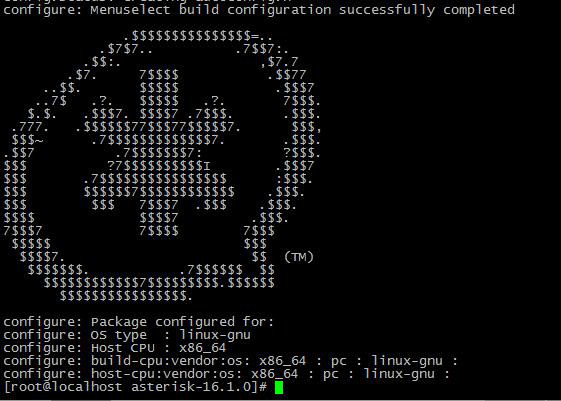 configure: Menuselect build configuration successfully completed
               .$$$$$$$$$$$$$$$=..
            .$7$7..          .7$$7:.
          .$$:.                 ,$7.7
        .$7.     7$$$$           .$$77
     ..$$.       $$$$$            .$$$7
    ..7$   .?.   $$$$$   .?.       7$$$.
   $.$.   .$$$7. $$$$7 .7$$$.      .$$$.
 .777.   .$$$$$$77$$$77$$$$$7.      $$$,
 $$$~      .7$$$$$$$$$$$$$7.       .$$$.
.$$7          .7$$$$$$$7:          ?$$$.
$$$          ?7$$$$$$$$$$I        .$$$7
$$$       .7$$$$$$$$$$$$$$$$      :$$$.
$$$       $$$$$$7$$$$$$$$$$$$    .$$$.
$$$        $$$   7$$$7  .$$$    .$$$.
$$$$             $$$$7         .$$$.
7$$$7            7$$$$        7$$$
 $$$$$                        $$$
  $$$$7.                       $$  (TM)
   $$$$$$$.           .7$$$$$$  $$
     $$$$$$$$$$$$7$$$$$$$$$.$$$$$$
       $$$$$$$$$$$$$$$$.
configure: Package configured for:
configure: OS type  : linux-gnu
configure: Host CPU : x86_64
configure: build-cpu:vendor:os: x86_64 : pc : linux-gnu :
configure: host-cpu:vendor:os: x86_64 : pc : linux-gnu :
[root@localhost asterisk-16.1.0]#